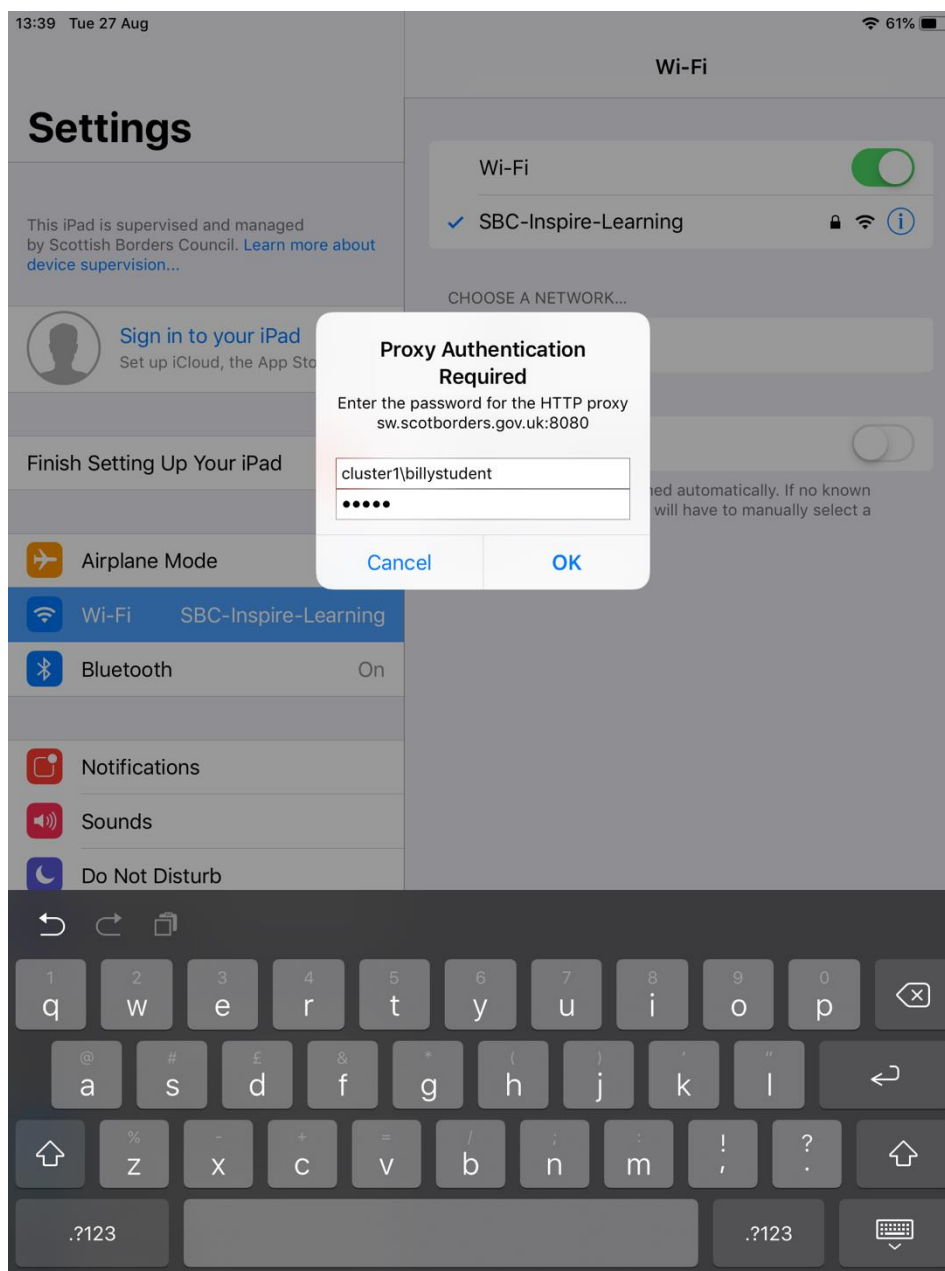 13:39 Tue 27 Aug
61%
Settings
This iPad is supervised and managed
by Scottish Borders Council. Learn more about
device supervision...
Sign in to your iPad
Set up iCloud, the App Sto
Finish Setting Up Your iPad
Airplane Mode
Wi-Fi SBC-Inspire-Learning
Bluetooth On
Notifications
Sounds
Do Not Disturb
Wi-Fi
Wi-Fi
SBC-Inspire-Learning
CHOOSE A NETWORK...
ned automatically. If no known
will have to manually select a
Proxy Authentication
Required
Enter the password for the HTTP proxy
sw.scotborders.gov.uk:8080
cluster1\billystudent
•••••
Cancel OK
1 2 3 4 5 6 7 8 9 0
q w e r t y u i o p
@ # £ & * ( ) ' "
a s d f g h j k l
% - + = / ; : ! ?
z x c v b n m , .
.?123 .?123